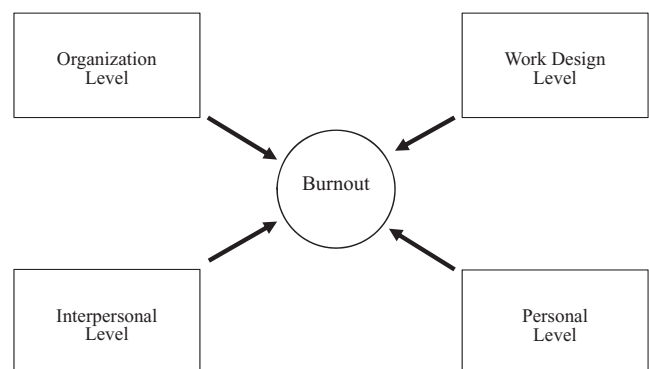 Organization
Level
Work Design
Level
Burnout
Interpersonal
Level
Personal
Level